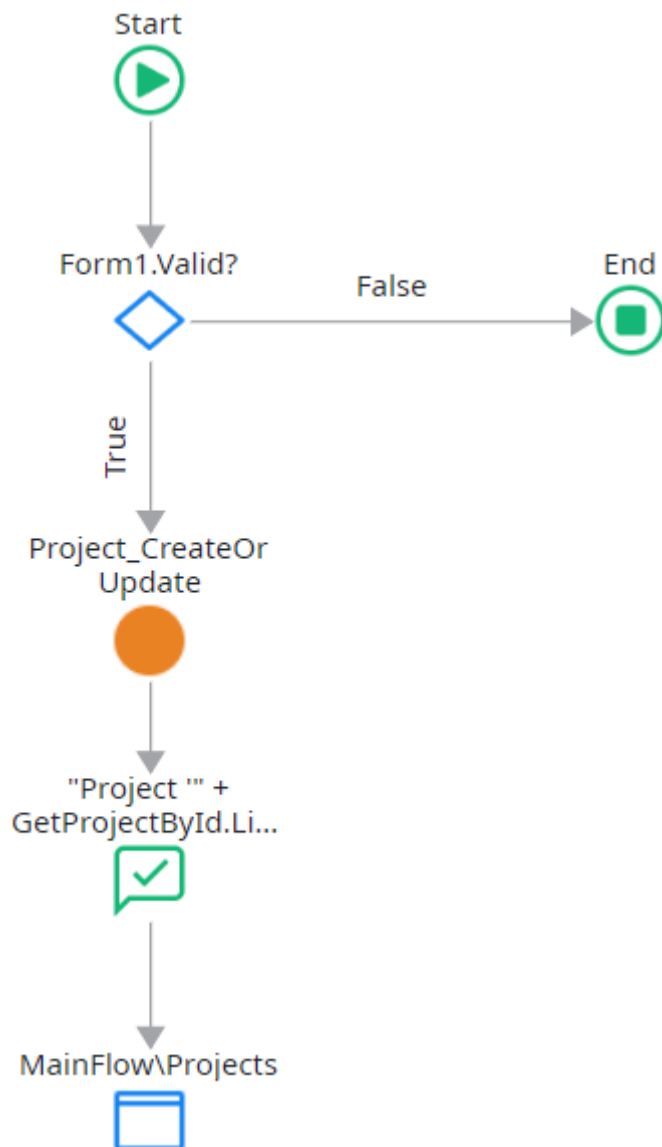 Start
Form1.Valid?
False
End
True
Project_CreateOr
Update
"Project '" +
GetProjectById.Li...
MainFlow\Projects